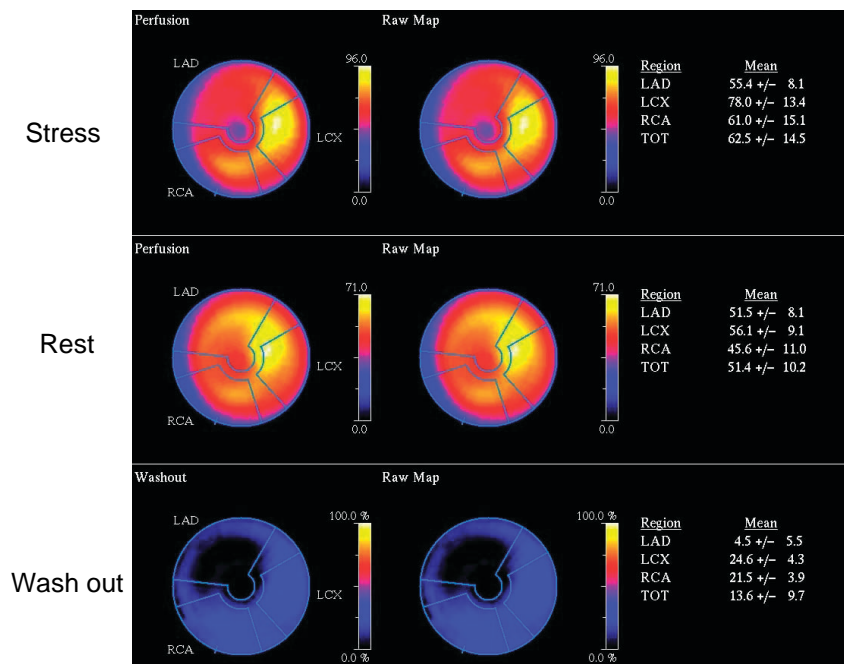 Stress
Perfusion Raw Map
LAD
LCX
RCA
96.0
0.0
96.0
0.0
Region Mean
LAD 55.4 +/− 8.1
LCX 78.0 +/− 13.4
RCA 61.0 +/− 15.1
TOT 62.5 +/− 14.5
Rest
Perfusion Raw Map
LAD
LCX
RCA
71.0
0.0
71.0
0.0
Region Mean
LAD 51.5 +/− 8.1
LCX 56.1 +/− 9.1
RCA 45.6 +/− 11.0
TOT 51.4 +/− 10.2
Wash out
Washout Raw Map
LAD
LCX
RCA
100.0 %
0.0 %
100.0 %
0.0 %
Region Mean
LAD 4.5 +/− 5.5
LCX 24.6 +/− 4.3
RCA 21.5 +/− 3.9
TOT 13.6 +/− 9.7